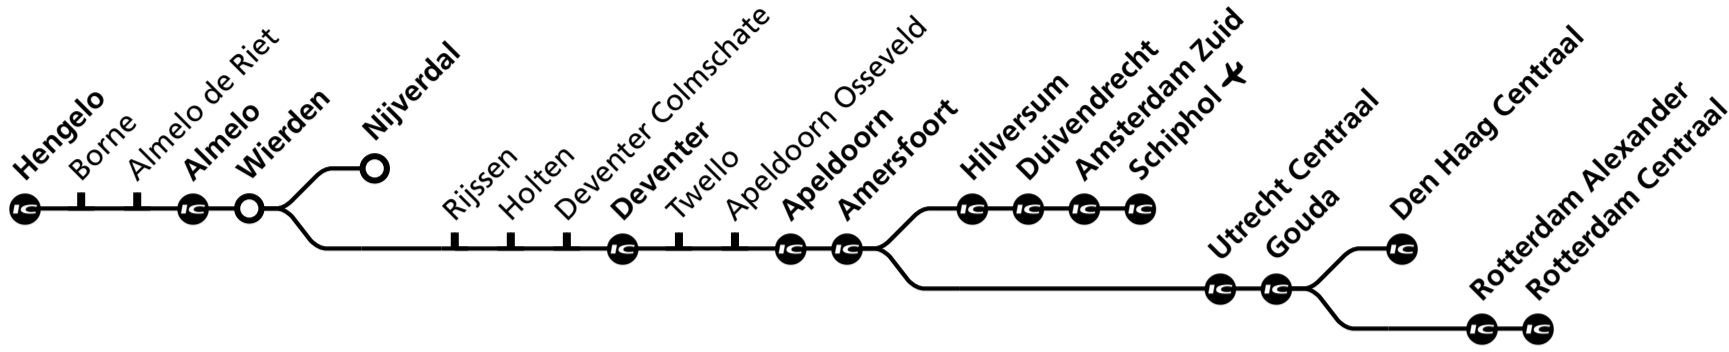 Hengelo
Borne
Almelo de Riet
Almelo
Wierden
Nijverdal
Rijssen
Holten
Deventer Colmschate
Deventer
Twello
Apeldoorn Osseveld
Apeldoorn
Amersfoort
Hilversum
Duivendrecht
Amsterdam Zuid
Schiphol
Utrecht Centraal
Gouda
Den Haag Centraal
Rotterdam Alexander
Rotterdam Centraal
IC
IC
IC
IC
IC
IC
IC
IC
IC
IC
IC
IC
IC
IC